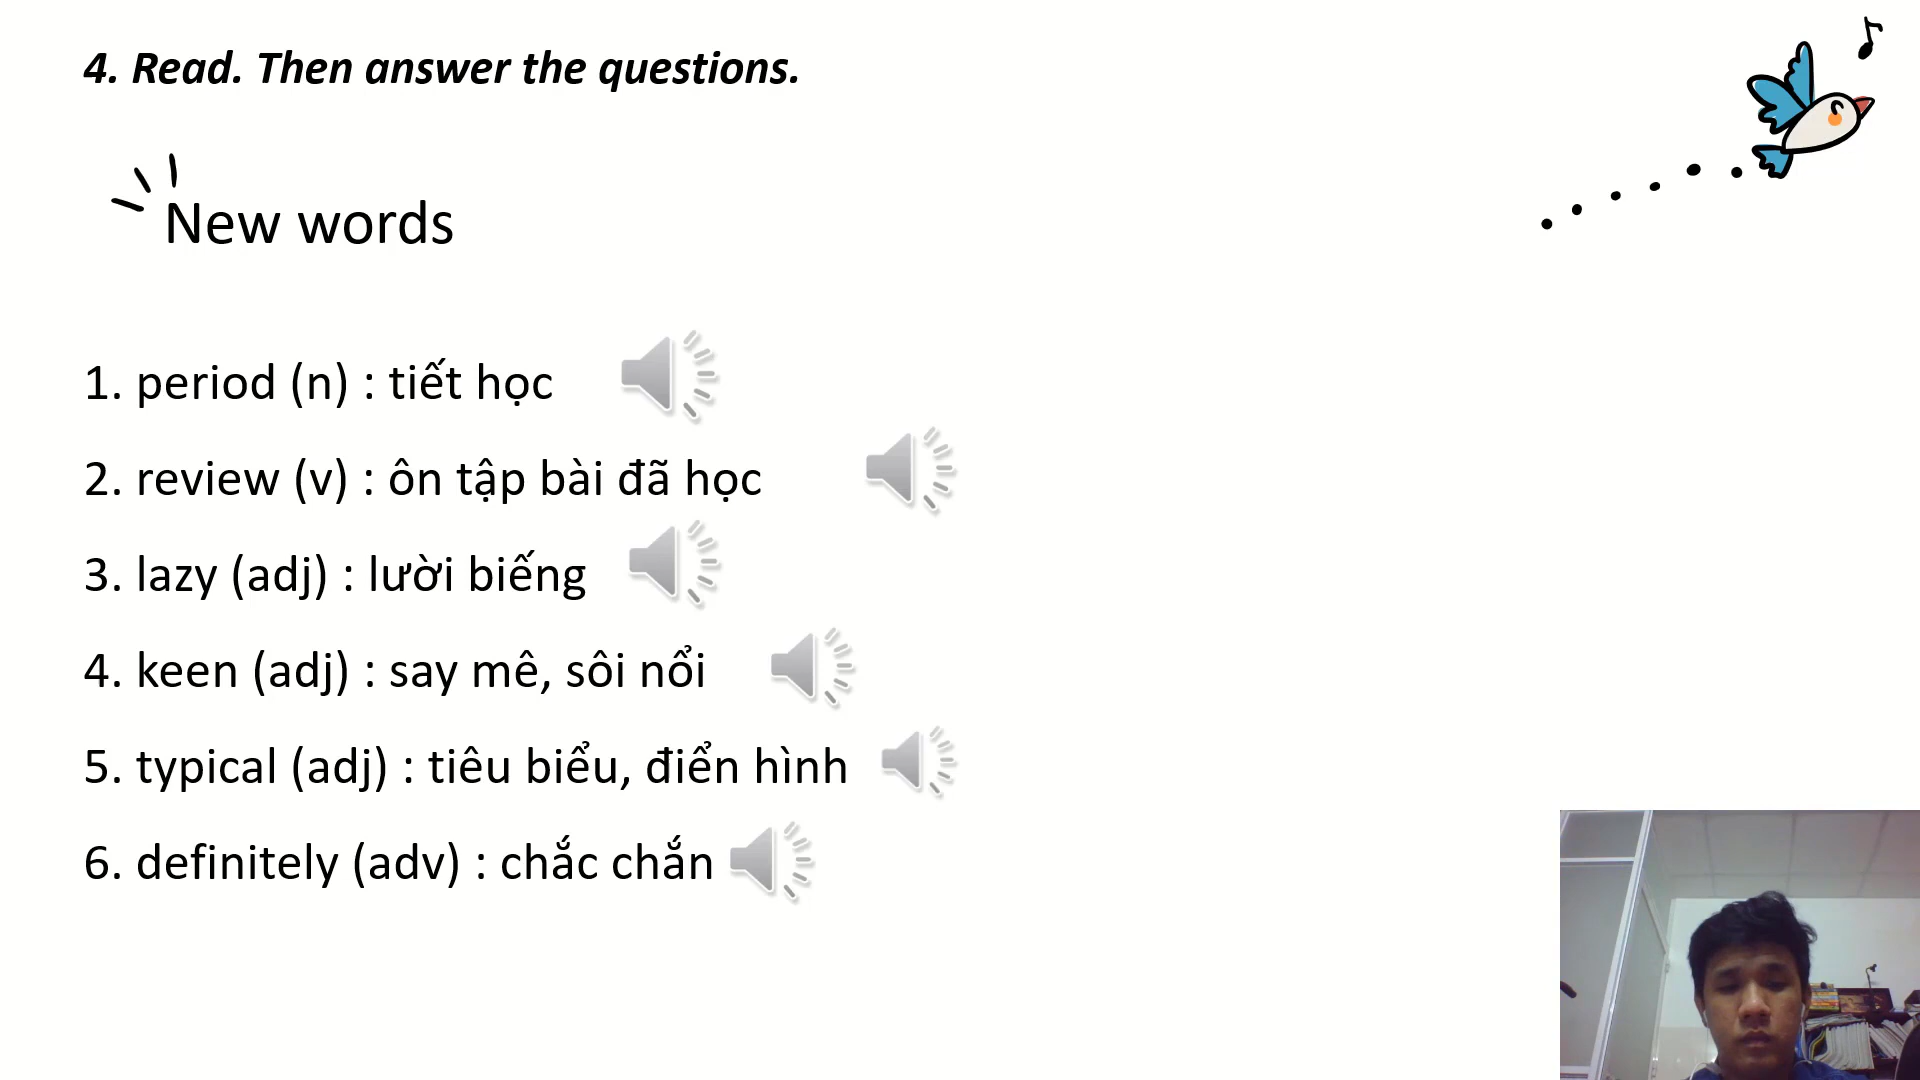 4. Read. Then answer the questions.
New words
1. period (n) : tiết học
2. review (v) : ôn tập bài đã học
3. lazy (adj) : lười biếng
4. keen (adj) : say mê, sôi nổi
5. typical (adj) : tiêu biểu, điển hình
6. definitely (adv) : chắc chắn